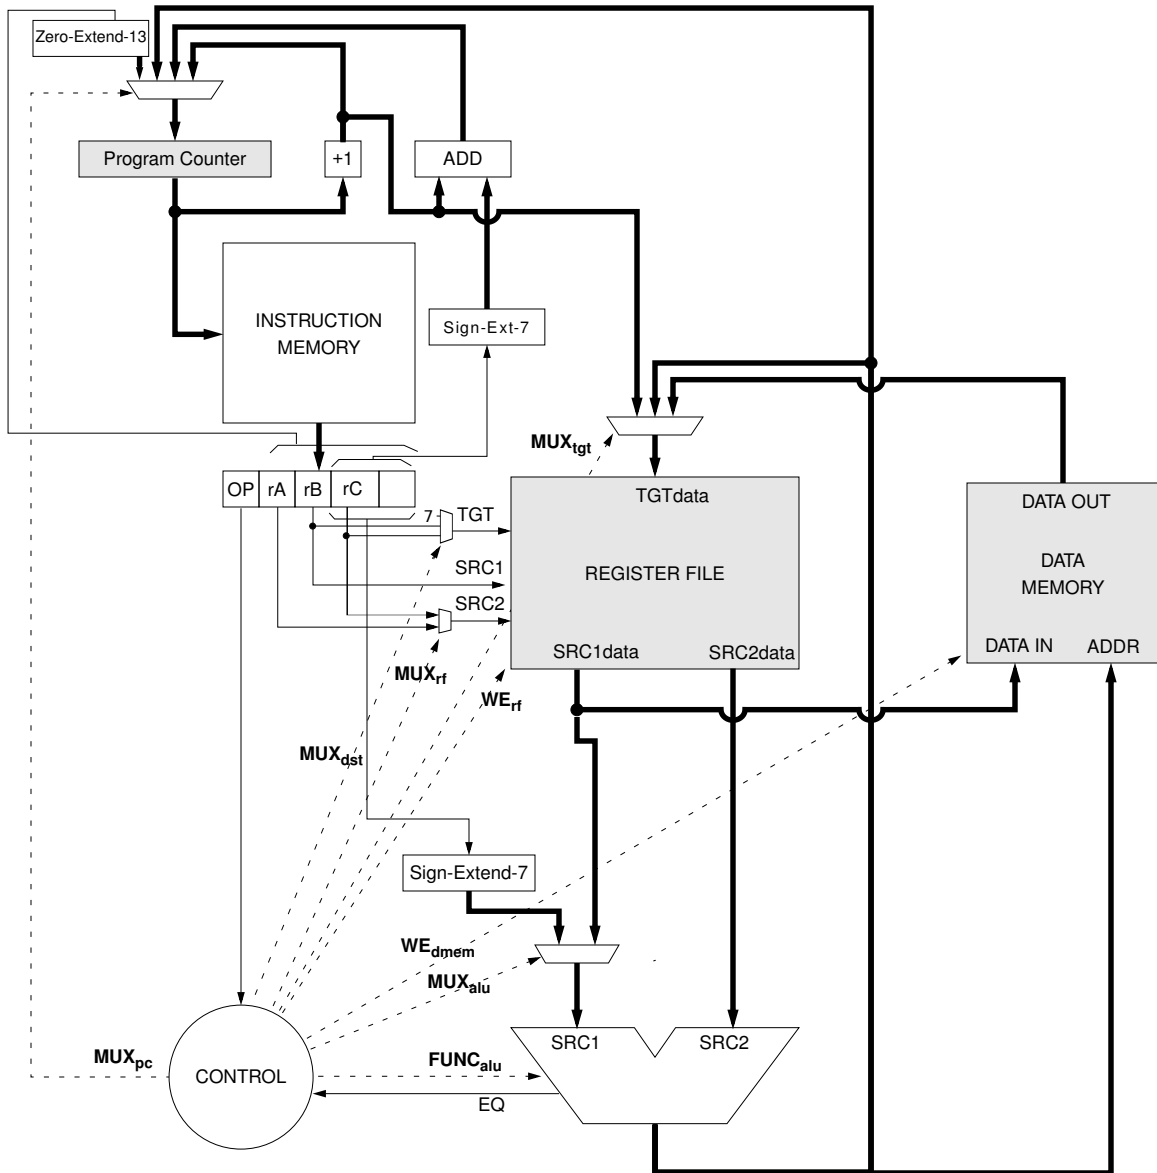 Zero-Extend-13
Program Counter
+1
ADD
INSTRUCTION
MEMORY
Sign-Ext-7
MUXtgt
OP rA rB rC
7
TGT
TGTdata
DATA OUT
SRC1
REGISTER FILE
DATA
MEMORY
SRC2
SRC1data
SRC2data
DATA IN
ADDR
MUXrf
WErf
MUXdst
Sign-Extend-7
WEdmem
MUXalu
SRC1
SRC2
MUXpc
CONTROL
FUNCalu
EQ